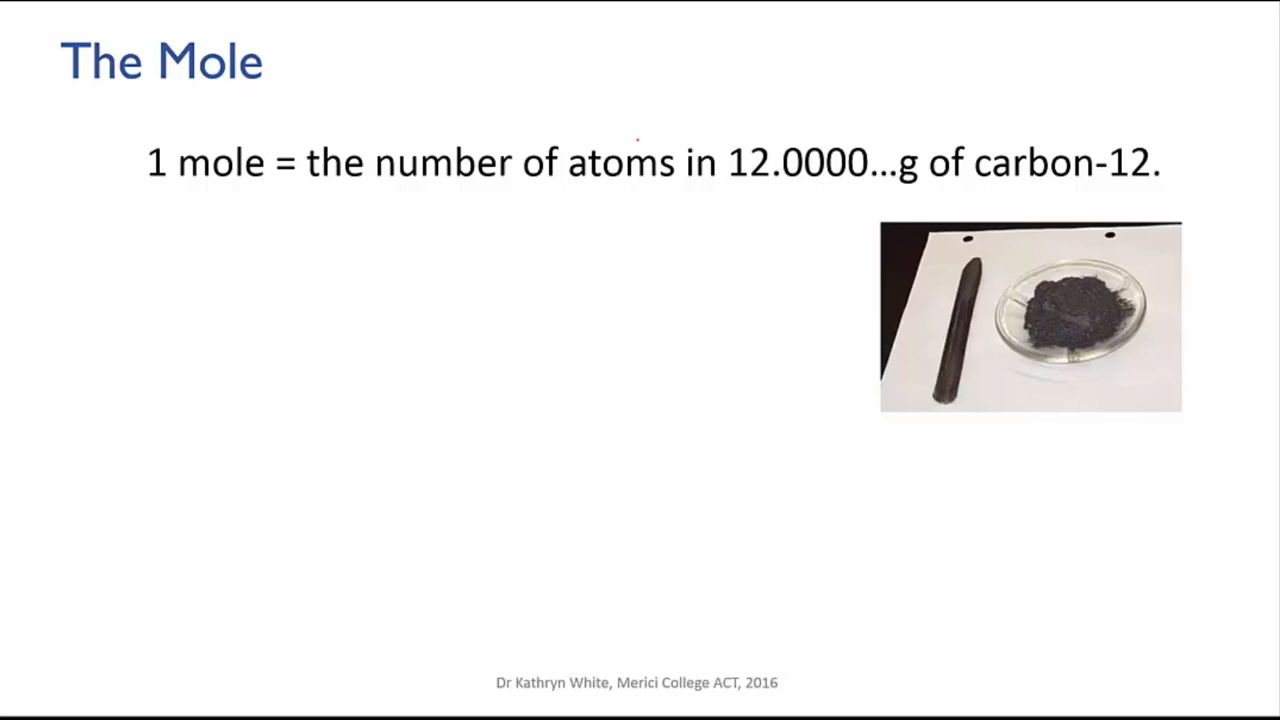 The Mole
1 mole = the number of atoms in 12.0000...g of carbon-12.
Dr Kathryn White, Merici College ACT, 2016